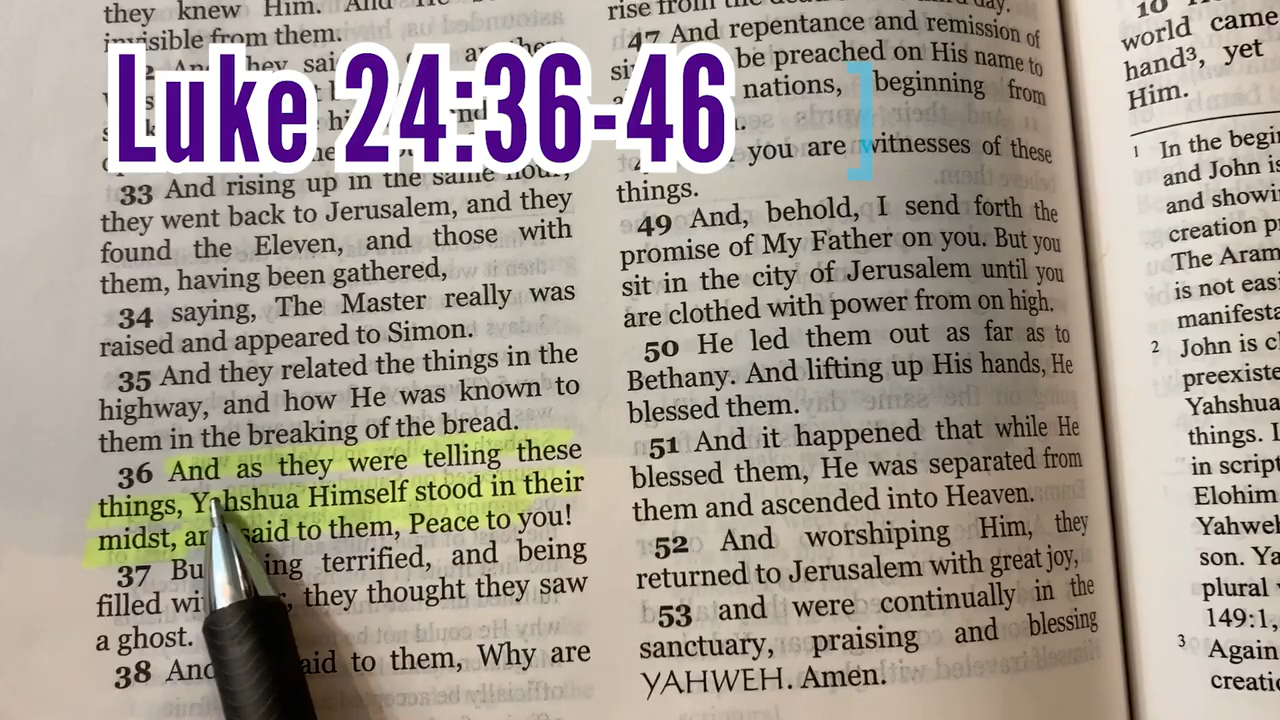 Luke 24:36-46
they knew Him. And He
invisible from them.
33 And rising up in the same hour,
they went back to Jerusalem, and they
found the Eleven, and those with
them, having been gathered,
34 saying, The Master really was
raised and appeared to Simon.
35 And they related the things in the
highway, and how He was known to
them in the breaking of the bread.
36 And as they were telling these
things, Yahshua Himself stood in their
midst, and said to them, Peace to you!
37 ing terrified, and being
filled they thought they saw
a ghost.
38 And to them, Why are
rise from the day.
47 And repentance and remission of
be preached on His name to
nations, beginning from
you are witnesses of these
things.
49 And, behold, I send forth the
promise of My Father on you. But you
sit in the city of Jerusalem until you
are clothed with power from on high.
50 He led them out as far as to
Bethany. And lifting up His hands, He
blessed them.
51 And it happened that while He
blessed them, He was separated from
them and ascended into Heaven.
52 And worshiping Him, they
returned to Jerusalem with great joy,
53 and were continually in the
sanctuary, praising and blessing
YAHWEH. Amen.
10
world came
hand³, yet
Him.
1 In the begi
and John is
and showi
creation p
The Aram
is not eas
manifesta
2 John is c
preexiste
Yahshua
things. I
in script
Elohim
Yahweh
son. Ya
plural
149:1,
3 Again
creatio